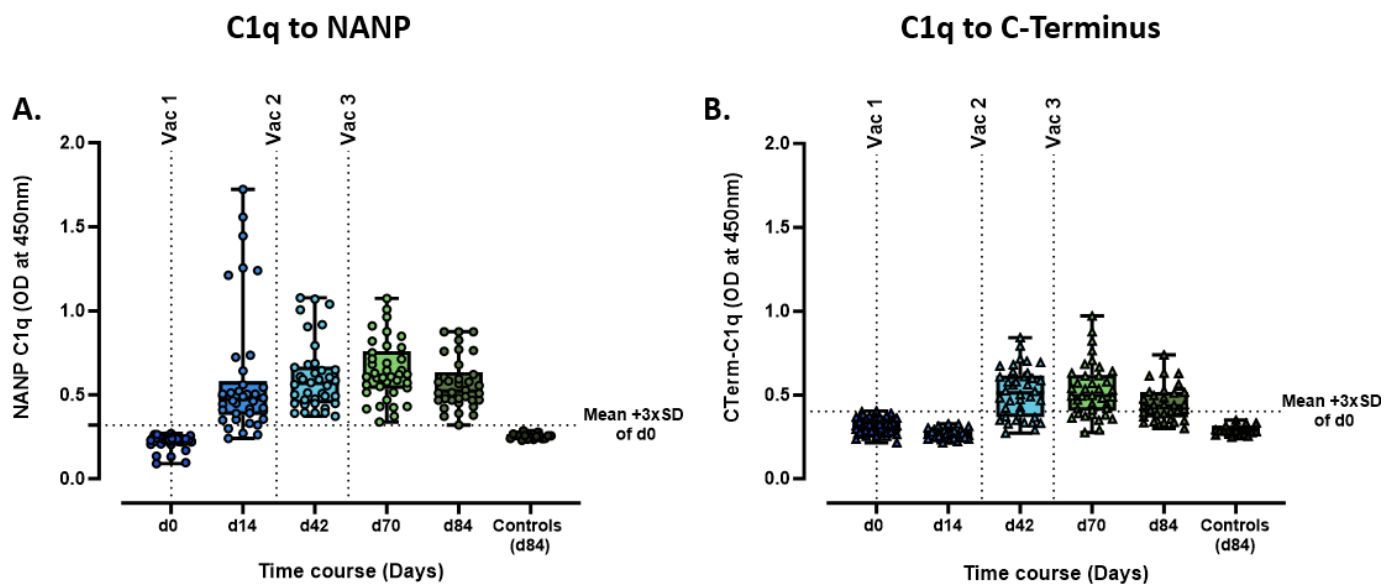 C1q to NANP
A.
Vac 1
Vac 2
Vac 3
2.0
1.5
1.0
0.5
0.0
NANP C1q (OD at 450nm)
Mean +3xSD
of d0
d0
d14
d42
d70
d84
Controls
(d84)
Time course (Days)
C1q to C-Terminus
B.
Vac 1
Vac 2
Vac 3
2.0
1.5
1.0
0.5
0.0
CTerm-C1q (OD at 450nm)
Mean +3xSD
of d0
d0
d14
d42
d70
d84
Controls
(d84)
Time course (Days)